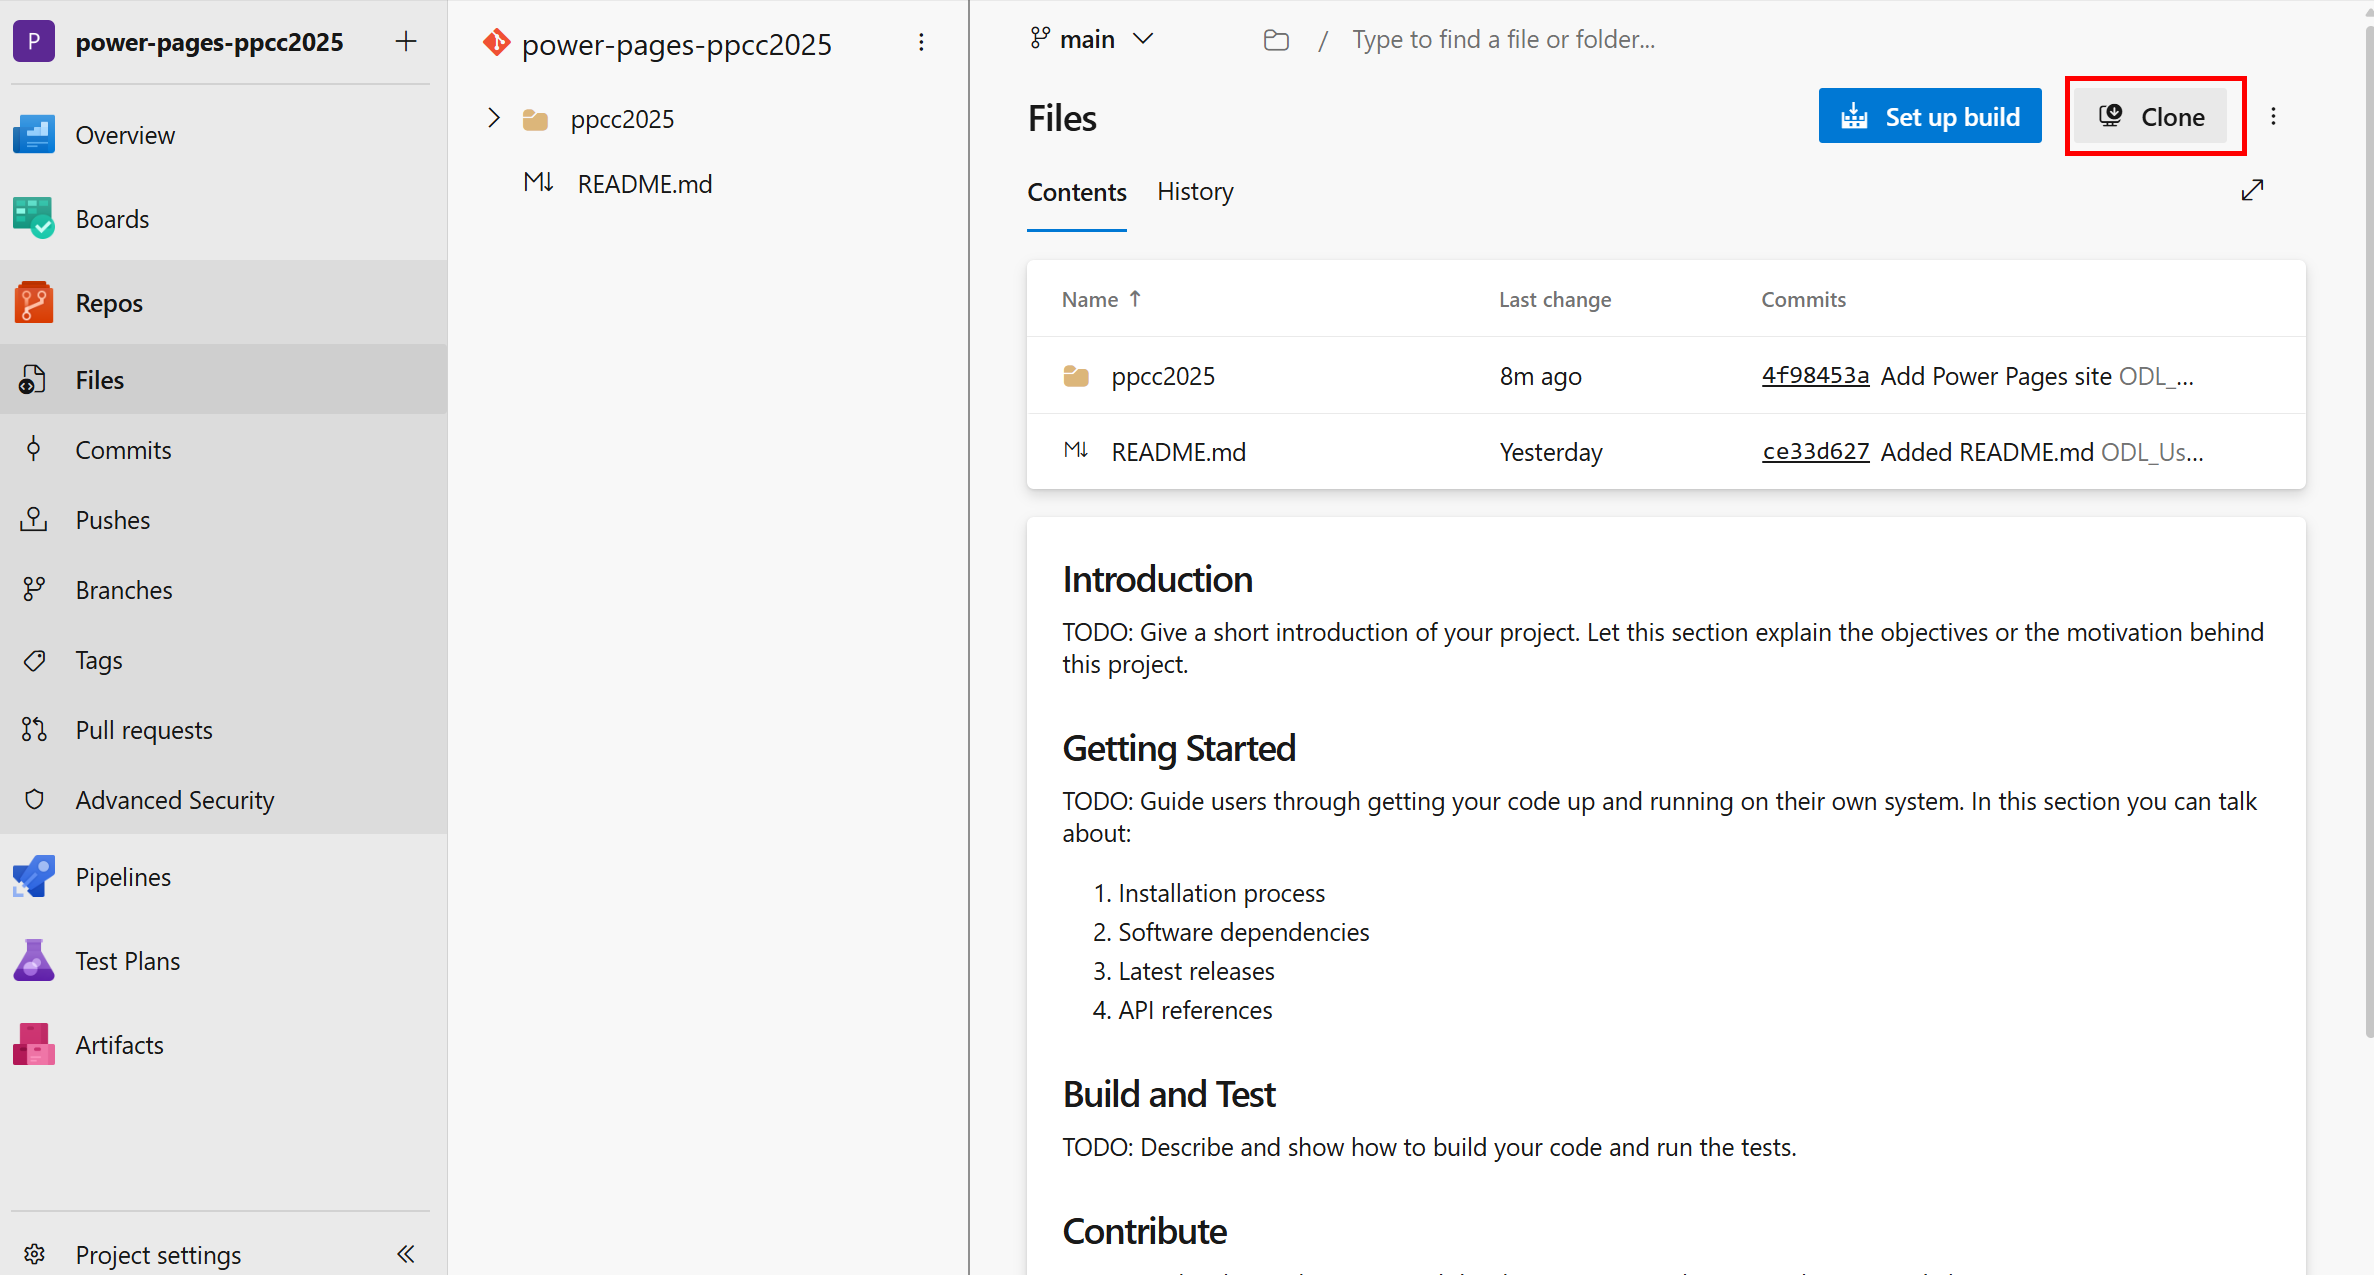 P power-pages-ppcc2025
Overview
Boards
Repos
Files
Commits
Pushes
Branches
Tags
Pull requests
Advanced Security
Pipelines
Test Plans
Artifacts
Project settings
power-pages-ppcc2025
ppcc2025
README.md
main
/ Type to find a file or folder...
Files
Set up build
Clone
Contents History
Name ↑ Last change Commits
ppcc2025 8m ago 4f98453a Add Power Pages site ODL_...
README.md Yesterday ce33d627 Added README.md ODL_Us...
Introduction
TODO: Give a short introduction of your project. Let this section explain the objectives or the motivation behind
this project.
Getting Started
TODO: Guide users through getting your code up and running on their own system. In this section you can talk
about:
1. Installation process
2. Software dependencies
3. Latest releases
4. API references
Build and Test
TODO: Describe and show how to build your code and run the tests.
Contribute